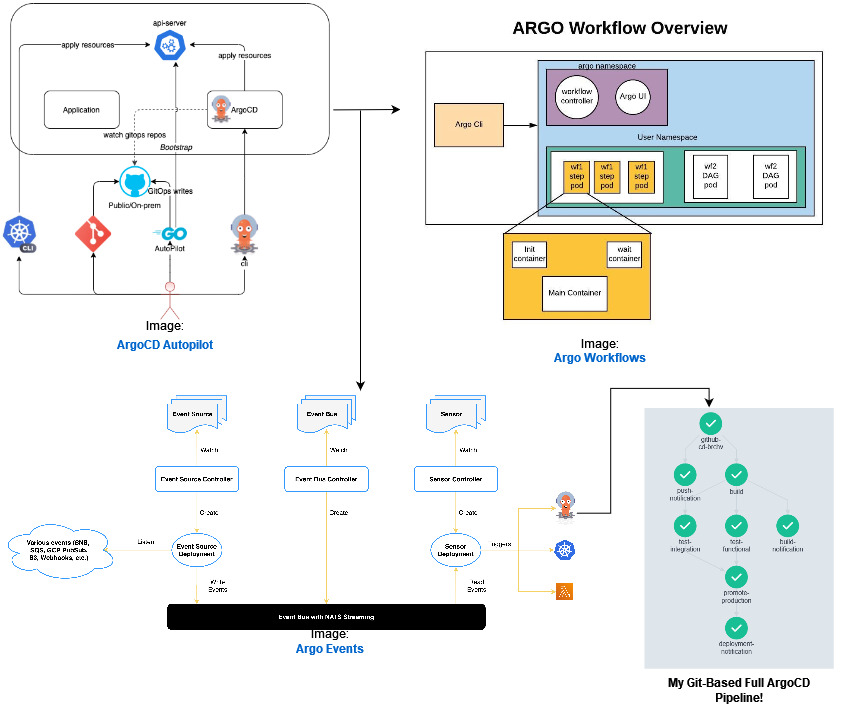 api-server
apply resources
apply resources
Application
ArgoCD
watch gitops repos
Bootstrap
GitOps writes
Public/On-prem
CLI
GO
AutoPilot
cli
Image:
ArgoCD Autopilot
ARGO Workflow Overview
argo namespace
workflow
controller
Argo UI
Argo Cli
User Namespace
wf1
step
pod
wf1
step
pod
wf1
step
pod
wf2
DAG
pod
wf2
DAG
pod
Init
container
wait
container
Main Container
Image:
Argo Workflows
Event Source
Event Bus
Sensor
Watch
Watch
Watch
Event Source Controller
Event Bus Controller
Sensor Controller
Create
Create
Create
Various events (SNS,
SQS, GCP PubSub,
S3, Webhooks, e.t.c.)
Listen
Event Source
Deployment
Sensor
Deployment
Triggers
Write
Events
Read
Events
Event Bus with NATS Streaming
Image:
Argo Events
github-
push-
notification
build
test-
integration
test-
functional
build-
notification
promote-
production
deployment-
notification
My Git-Based Full ArgoCD
Pipeline!